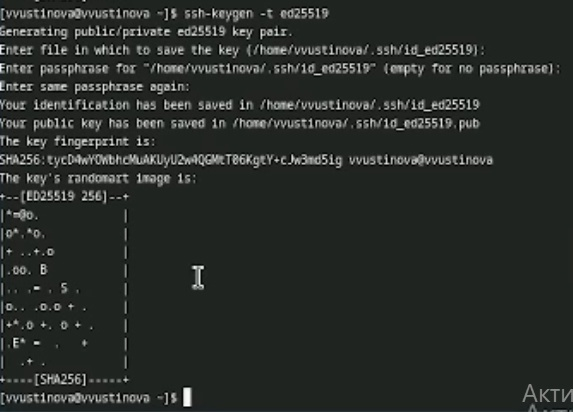 [vvustinova@vvustinova ~]$ ssh-keygen -t ed25519
Generating public/private ed25519 key pair.
Enter file in which to save the key (/home/vvustinova/.ssh/id_ed25519):
Enter passphrase for "/home/vvustinova/.ssh/id_ed25519" (empty for no passphrase):
Enter same passphrase again:
Your identification has been saved in /home/vvustinova/.ssh/id_ed25519
Your public key has been saved in /home/vvustinova/.ssh/id_ed25519.pub
The key fingerprint is:
vvustinova@vvustinova
The key's randomart image is:
+--[ED25519 256]--+
|*=@o.            |
|o*.*o.           |
|+ ..+.o          |
|.oo. B           |
|.. .= . S .      |
|o.. .o.o + .     |
|+*.o +. o + .    |
|.E* =  .   +     |
|  .+ .           |
+----[SHA256]-----+
[vvustinova@vvustinova ~]$
Акти